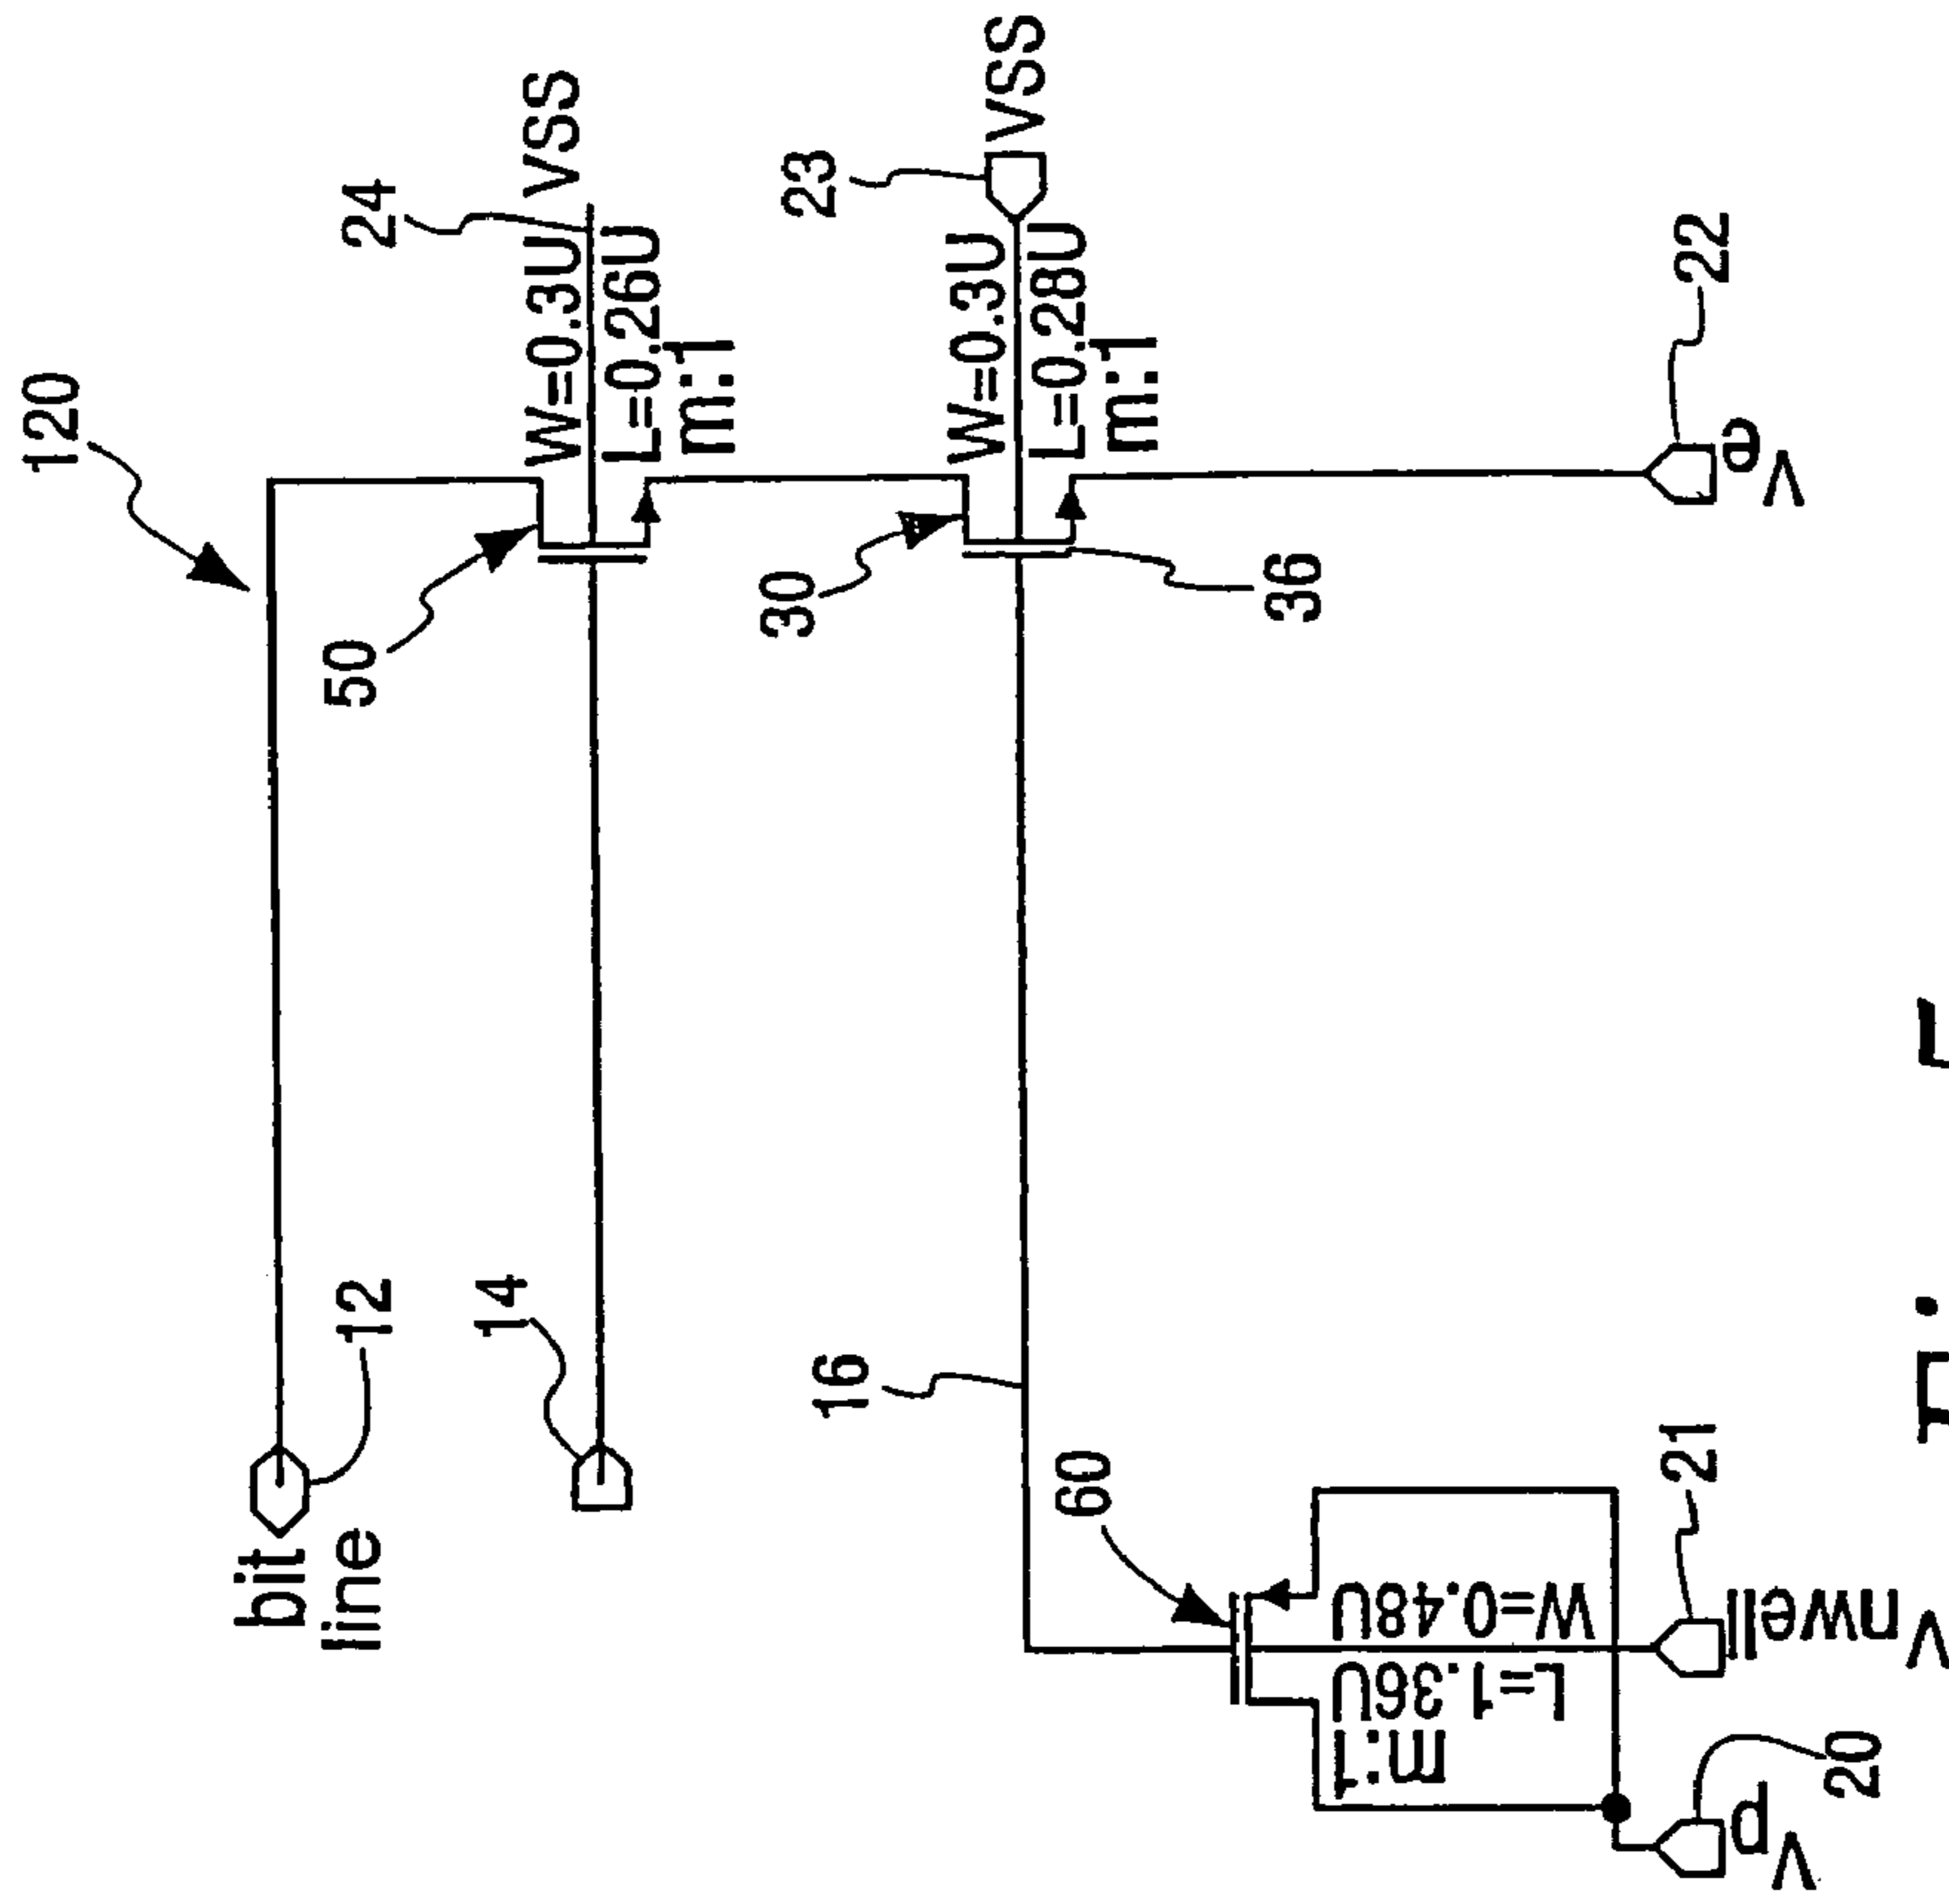 120
bit
line
12
50
24
VSS
W=0.3U
L=0.26U
m:1
14
30
23
VSS
W=0.3U
L=0.28U
m:1
16
36
60
W=0.48U
L=1.36U
m:1
22
Ve
21
Vnwell
20
Vp